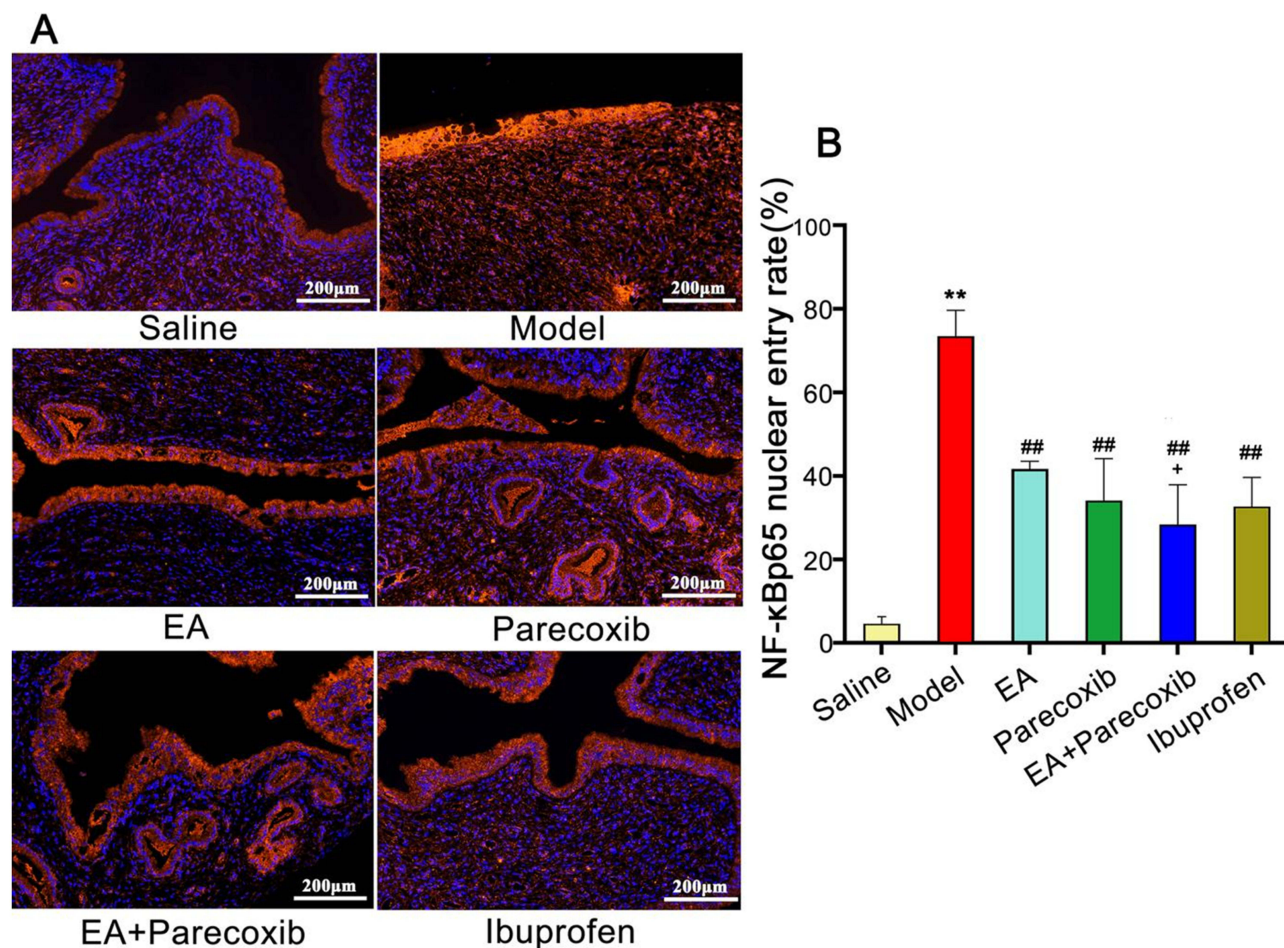 A
200μm
200μm
Saline
Model
200μm
200μm
EA
Parecoxib
200μm
200μm
EA+Parecoxib
Ibuprofen
B
NF-κBp65 nuclear entry rate(%)
100
80
60
40
20
0
**
##
##
##
+
##
Saline
Model
EA
Parecoxib
EA+Parecoxib
Ibuprofen